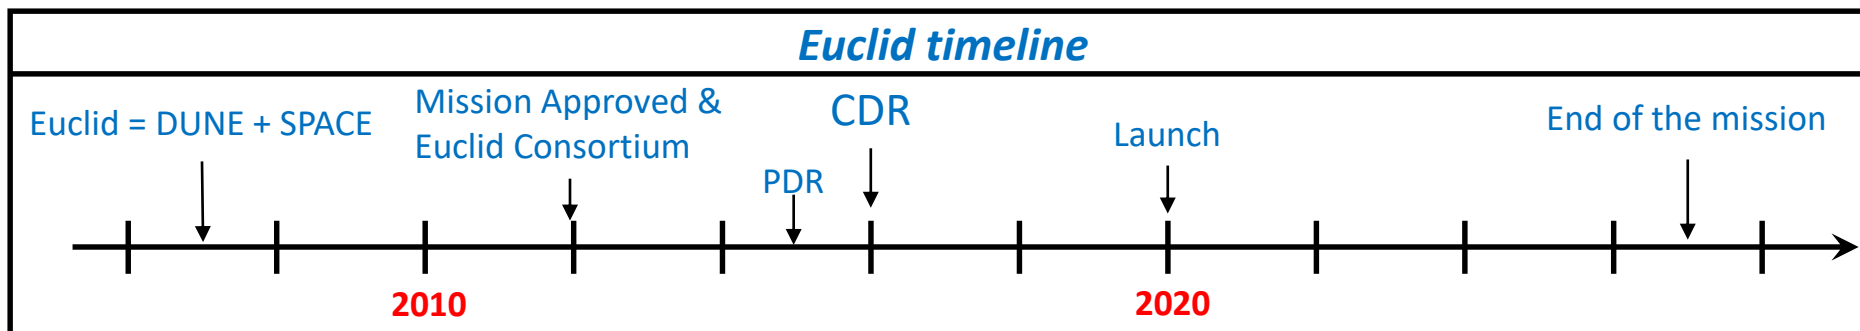 Euclid timeline
Euclid = DUNE + SPACE
Mission Approved &
Euclid Consortium
PDR
CDR
Launch
End of the mission
2010
2020